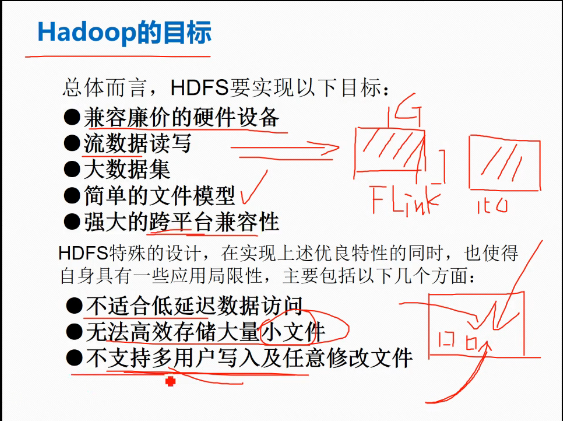 Hadoop的目标
总体而言，HDFS要实现以下目标：
●兼容廉价的硬件设备
●流数据读写
●大数据集
●简单的文件模型
●强大的跨平台兼容性
1G
FLink
HDFS特殊的设计，在实现上述优良特性的同时，也使得
自身具有一些应用局限性，主要包括以下几个方面：
●不适合低延迟数据访问
●无法高效存储大量小文件
●不支持多用户写入及任意修改文件